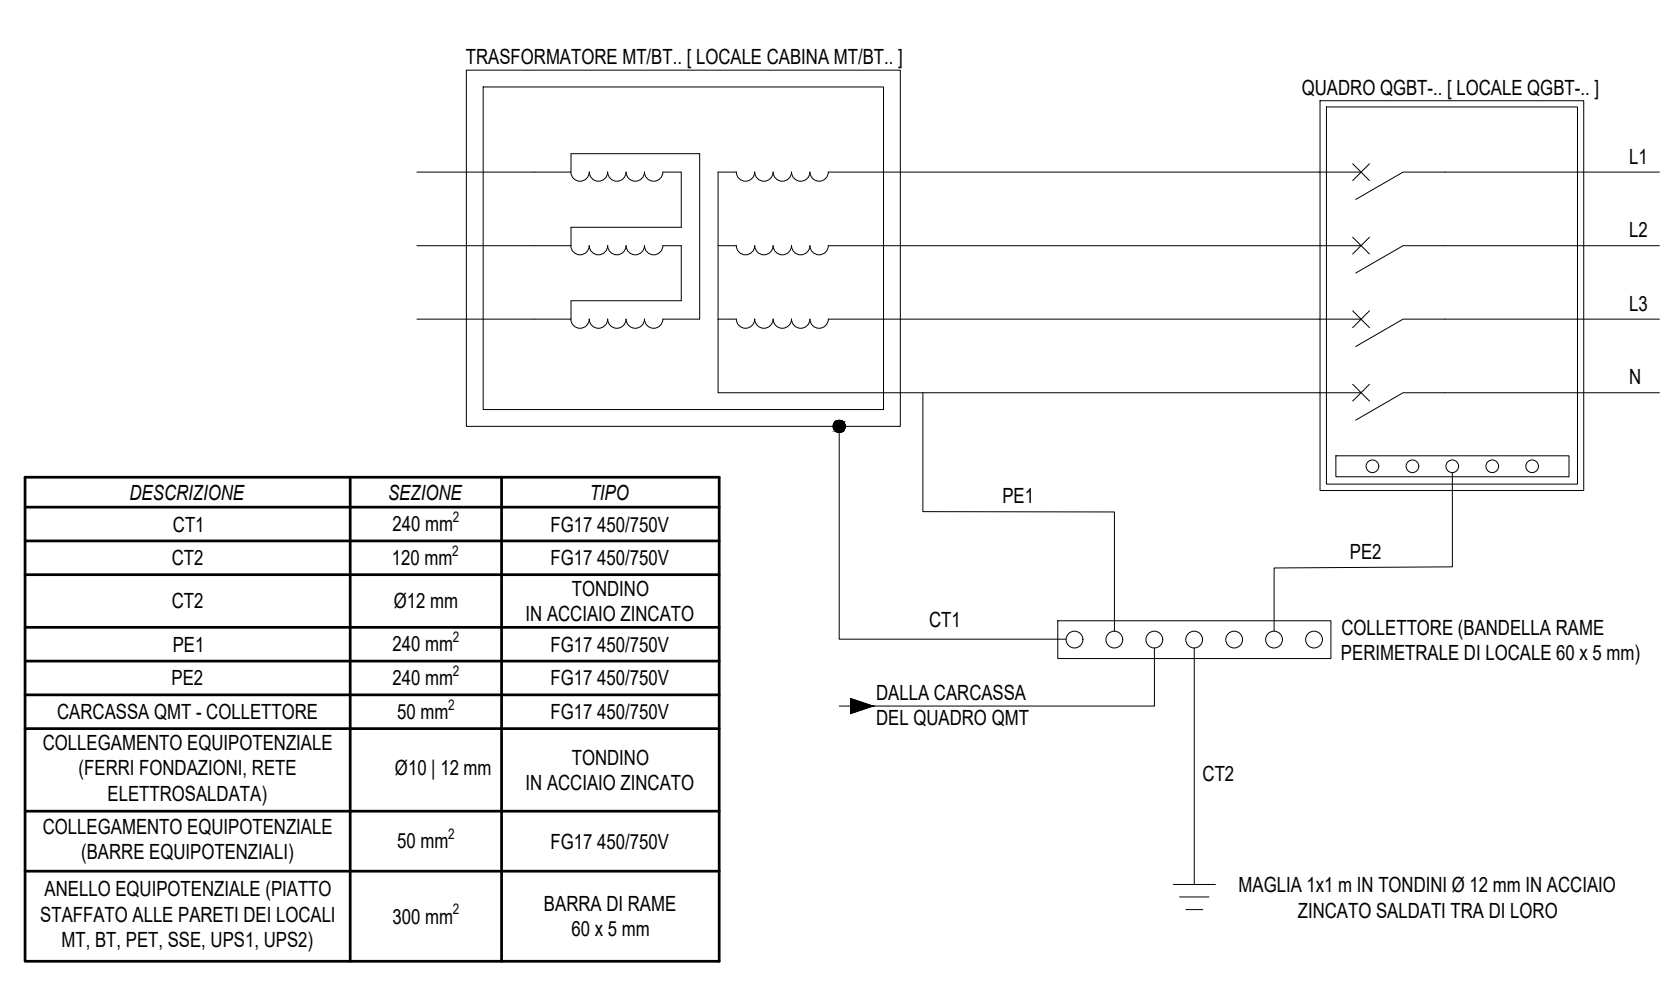 TRASFORMATORE MT/BT.. [ LOCALE CABINA MT/BT.. ]
QUADRO QGBT-.. [ LOCALE QGBT-.. ]
L1
L2
L3
N
PE1
PE2
CT1
COLLETTORE (BANDELLA RAME
PERIMETRALE DI LOCALE 60 x 5 mm)
DALLA CARCASSA
DEL QUADRO QMT
CT2
MAGLIA 1x1 m IN TONDINI Ø 12 mm IN ACCIAIO
ZINCATO SALDATI TRA DI LORO
DESCRIZIONE SEZIONE TIPO
CT1 240 mm² FG17 450/750V
CT2 120 mm² FG17 450/750V
CT2 Ø12 mm TONDINO
IN ACCIAIO ZINCATO
PE1 240 mm² FG17 450/750V
PE2 240 mm² FG17 450/750V
CARCASSA QMT - COLLETTORE 50 mm² FG17 450/750V
COLLEGAMENTO EQUIPOTENZIALE
(FERRI FONDAZIONI, RETE
ELETTROSALDATA)
Ø10 | 12 mm
TONDINO
IN ACCIAIO ZINCATO
COLLEGAMENTO EQUIPOTENZIALE
(BARRE EQUIPOTENZIALI)
50 mm²
FG17 450/750V
ANELLO EQUIPOTENZIALE (PIATTO
STAFFATO ALLE PARETI DEI LOCALI
MT, BT, PET, SSE, UPS1, UPS2)
300 mm²
BARRA DI RAME
60 x 5 mm